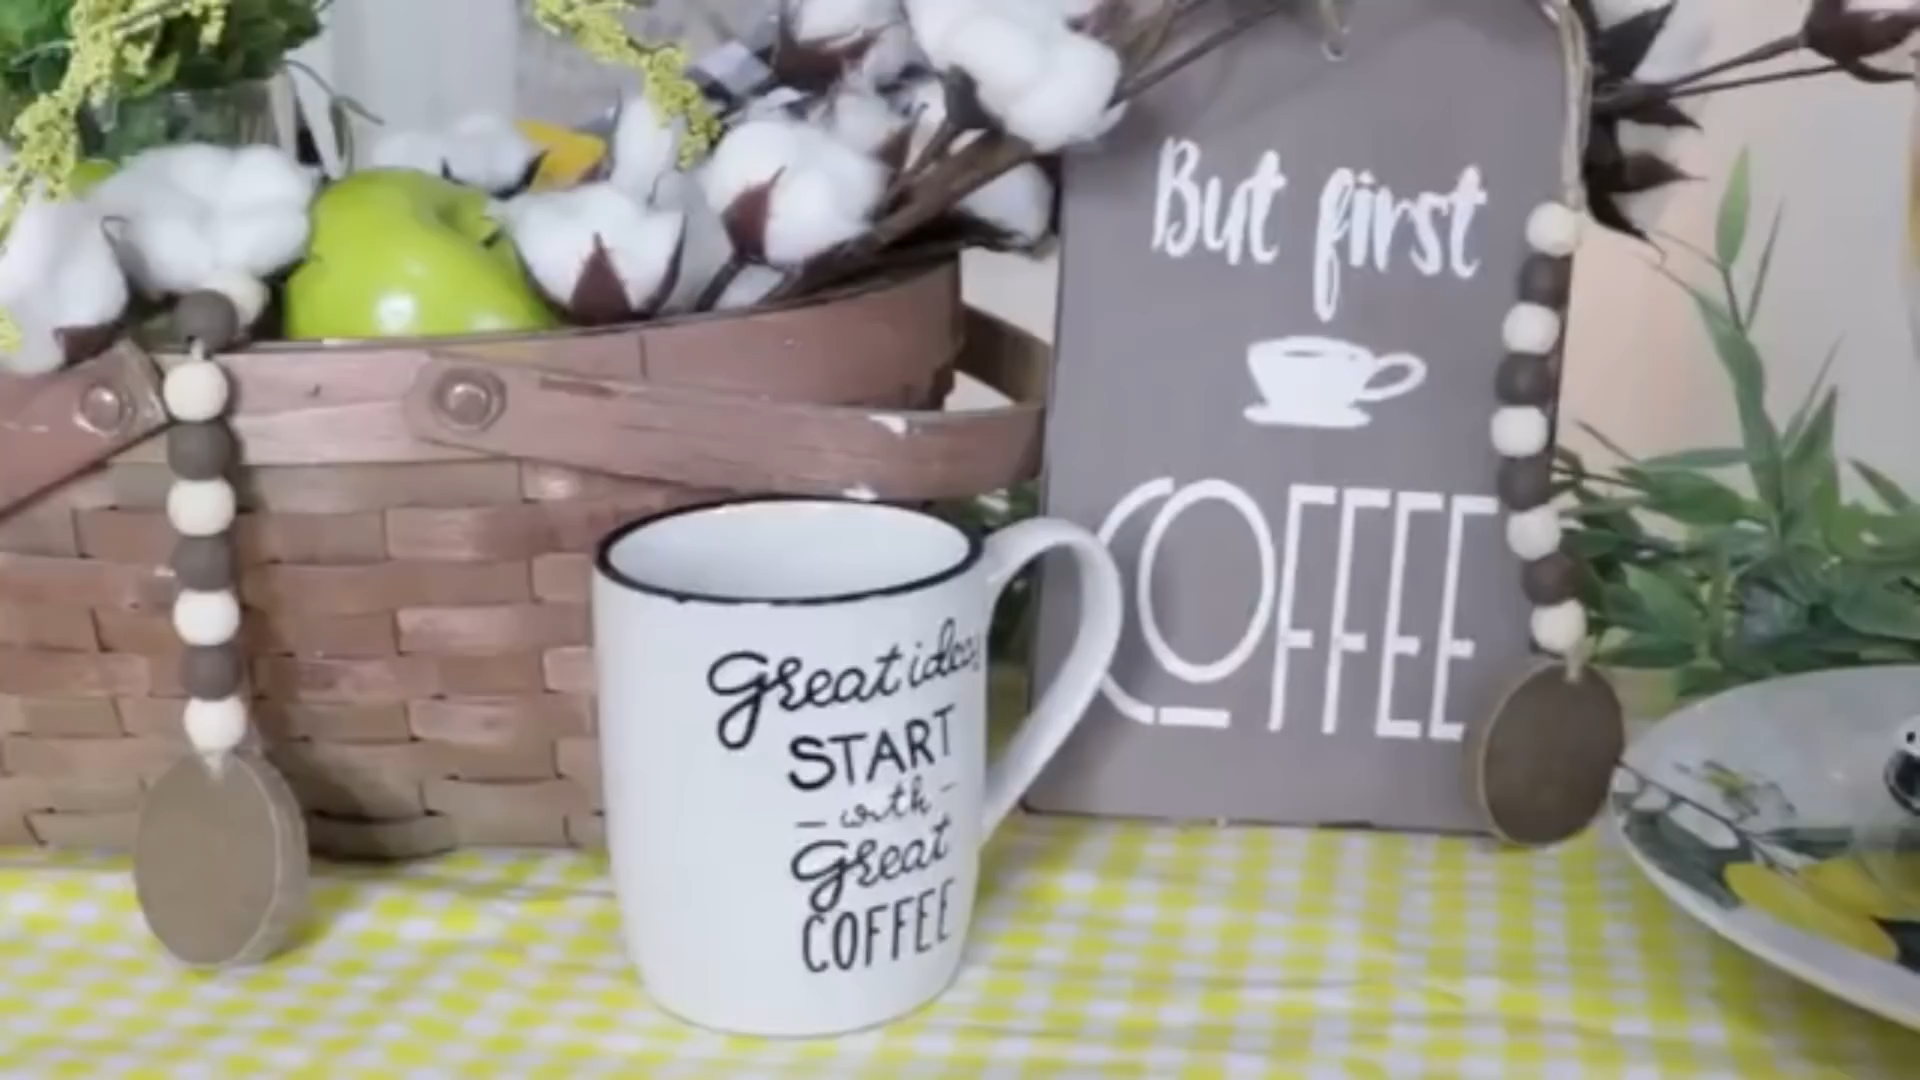 But first
COFFEE
Great ideas
START
- with -
Great
COFFEE